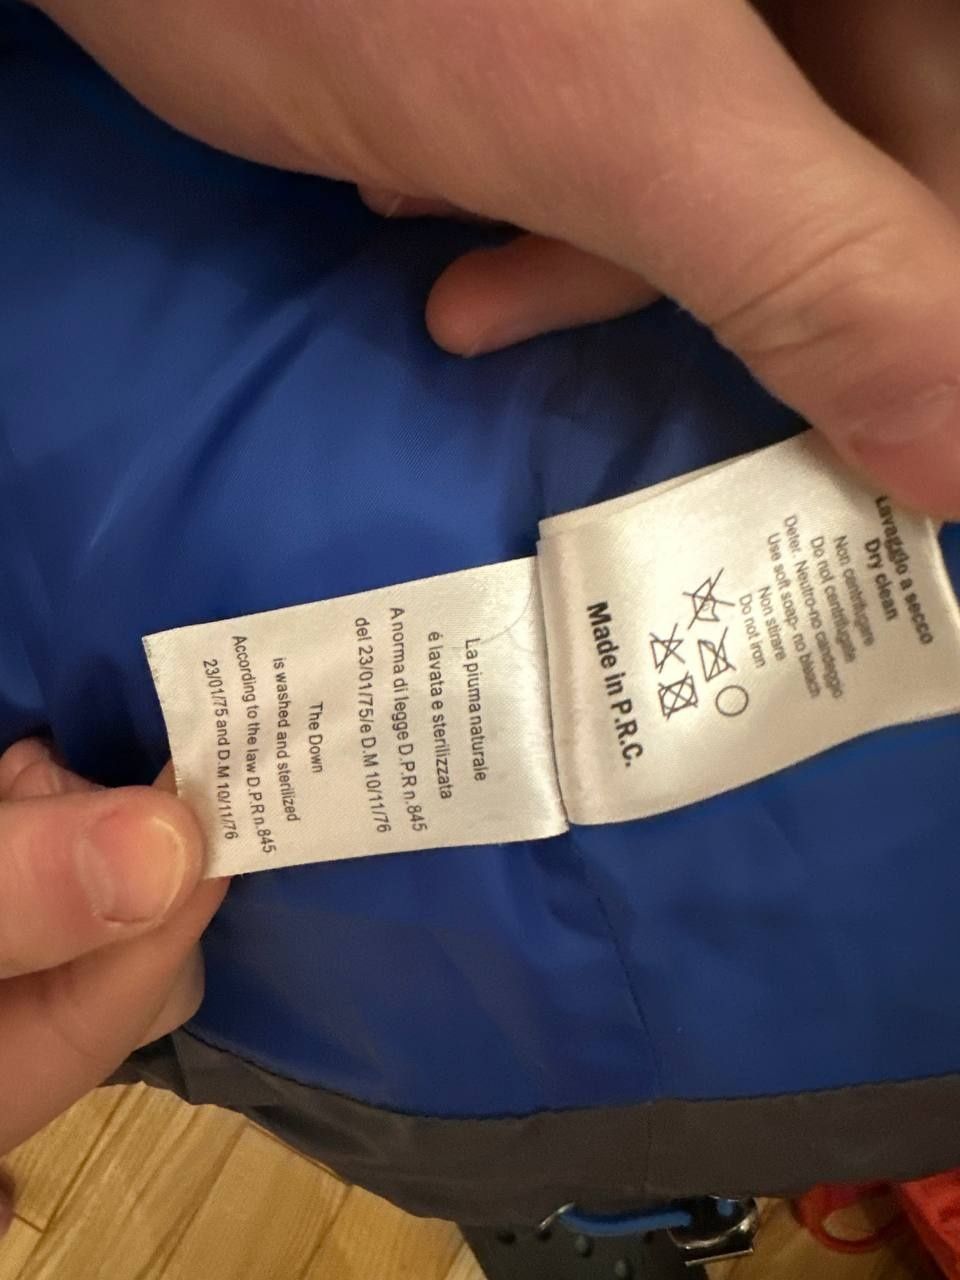 Lavaggio a secco
Dry clean
Non centrifugare
Do not centrifugate
Deter. Neutro-no candeggio
Use soft soap- no bleach
Non stirare
Do not iron
Made in P.R.C.
La piuma naturale
é lavata e sterilizzata
A norma di legge D.P.R n.845
del 23/01/75/e D.M 10/11/76
The Down
is washed and sterilized
According to the law D.P.R n.845
23/01/75 and D.M 10/11/76